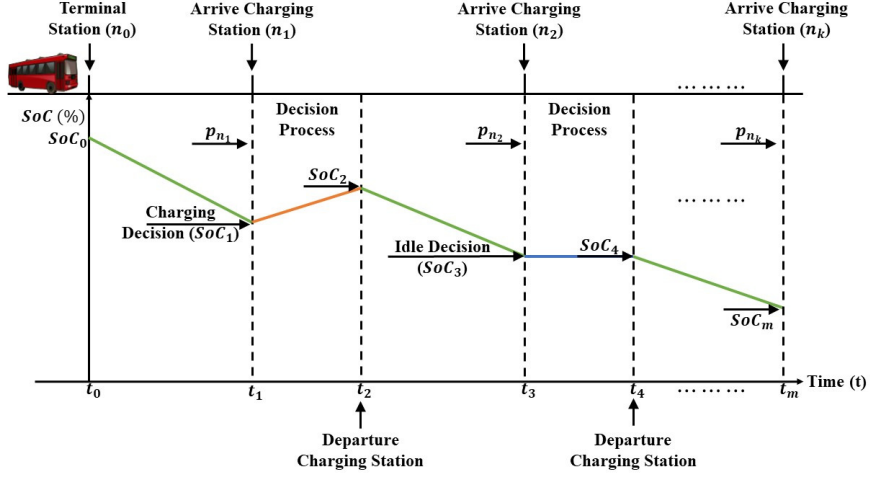 Terminal
Station (n₀)
Arrive Charging
Station (n₁)
Arrive Charging
Station (n₂)
Arrive Charging
Station (nₖ)
... ... ...
SoC (%)
SoC₀
Decision
Process
Decision
Process
pₙ₁
pₙ₂
pₙₖ
SoC₂
... ... ...
Charging
Decision (SoC₁)
Idle Decision
(SoC₃)
SoC₄
SoCₘ
t₀
t₁
t₂
t₃
t₄
... ... ...
tₘ
Time (t)
Departure
Charging Station
Departure
Charging Station